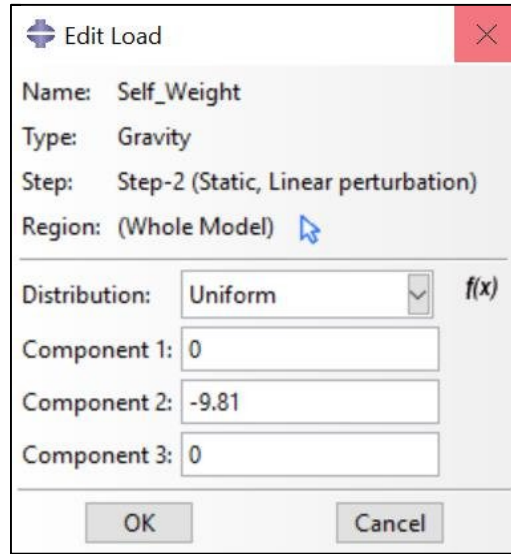 Edit Load
Name: Self_Weight
Type: Gravity
Step: Step-2 (Static, Linear perturbation)
Region: (Whole Model)
Distribution: Uniform f(x)
Component 1: 0
Component 2: -9.81
Component 3: 0
OK Cancel